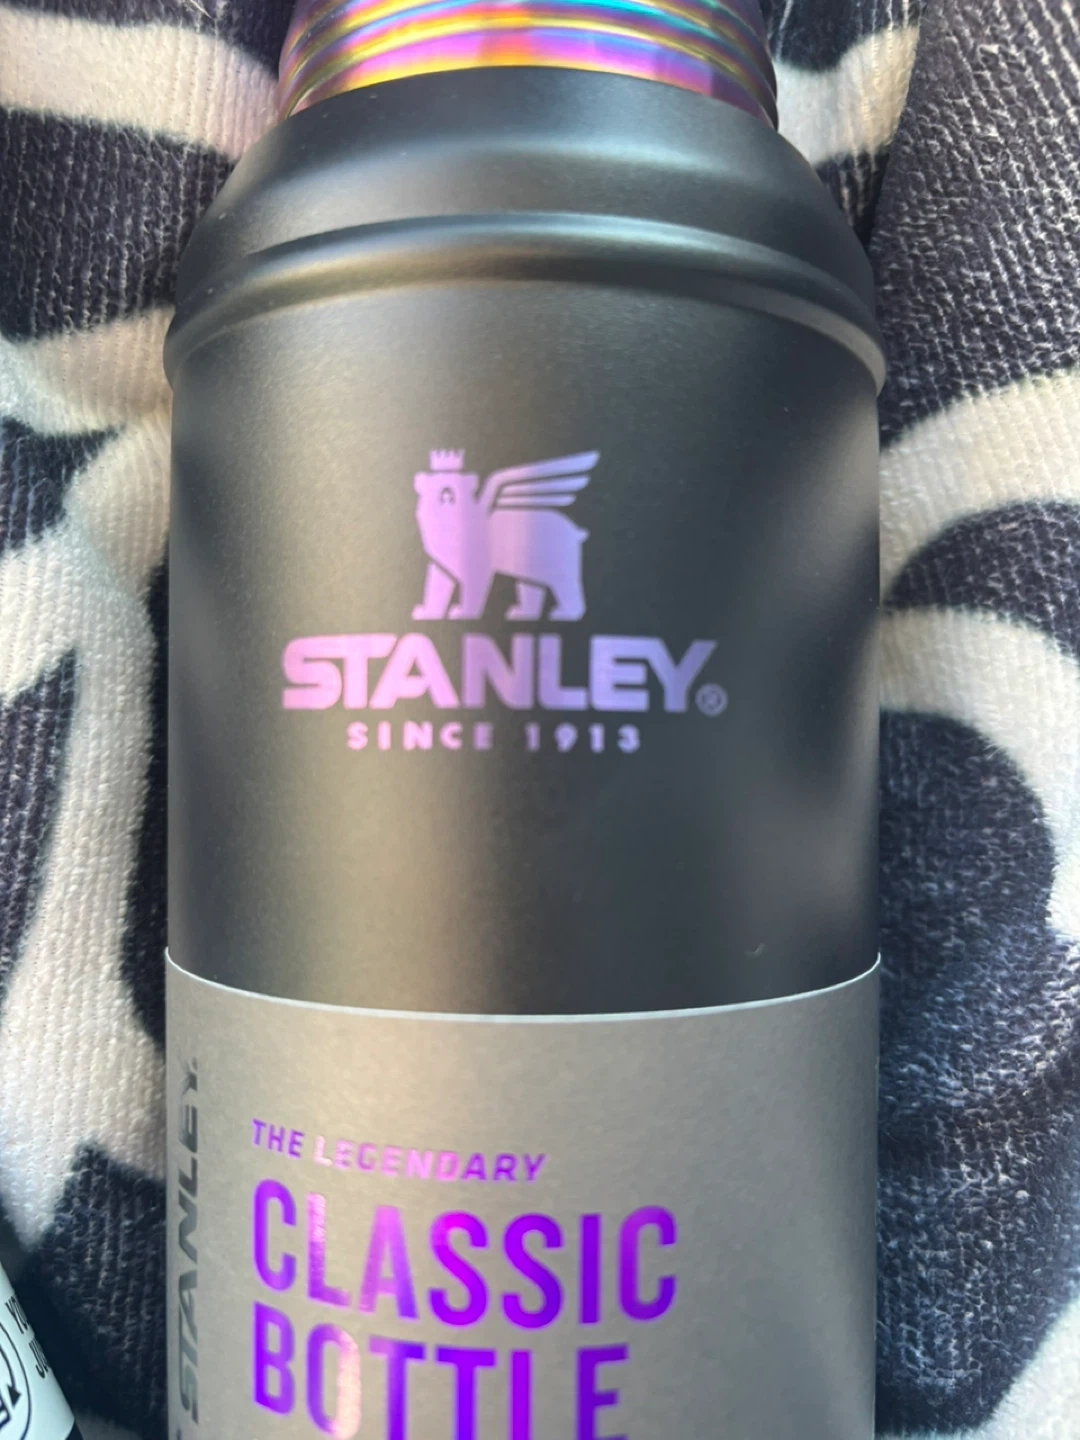 STANLEY®
SINCE 1913
THE LEGENDARY
CLASSIC
BOTTLE
STANLEY